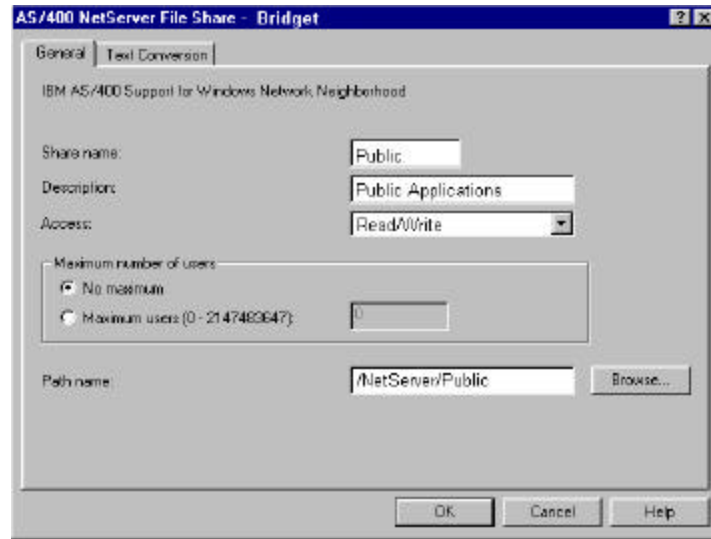 AS/400 NetServer File Share - Bridget
General Text Conversion
IBM AS/400 Support for Windows Network Neighborhood
Share name: Public
Description: Public Applications
Access: Read/Write
Maximum number of users
No maximum
Maximum users (0 - 2147483647): 0
Path name: /NetServer/Public Browse...
OK Cancel Help